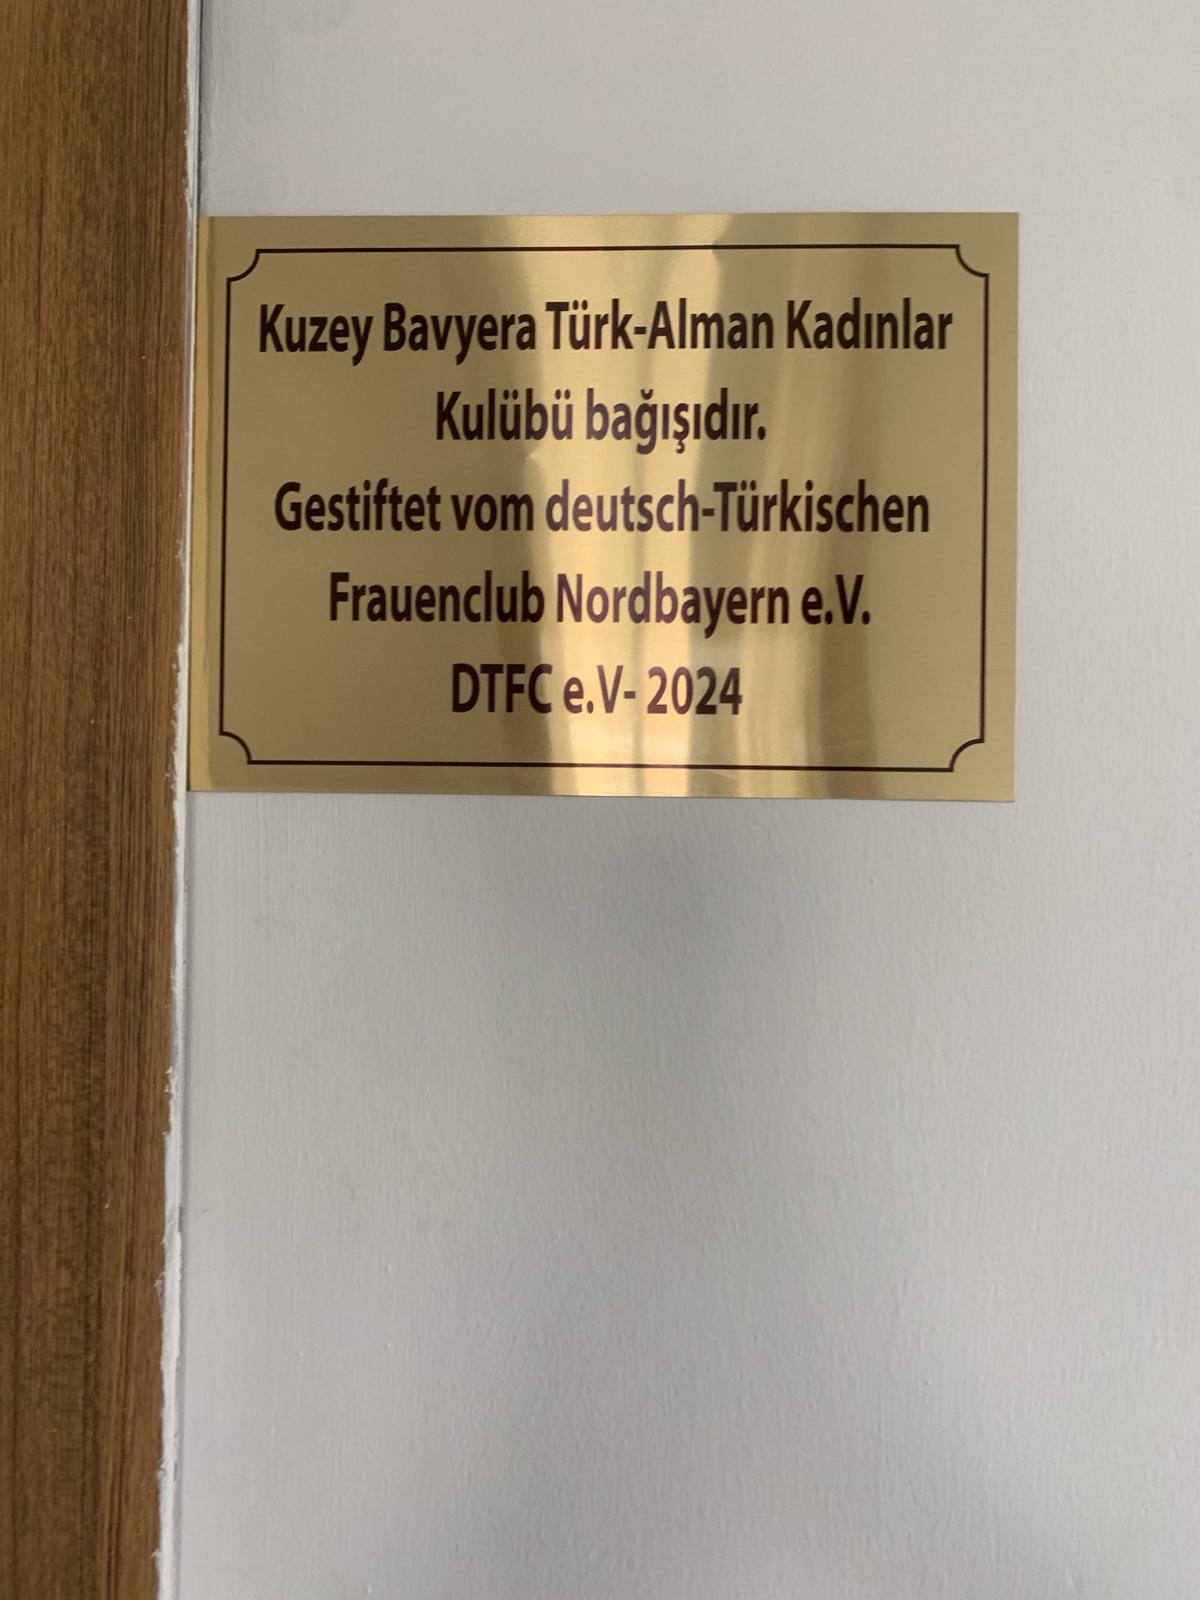 Kuzey Bavyera Türk-Alman Kadınlar
Kulübü bağışıdır.
Gestiftet vom deutsch-Türkischen
Frauenclub Nordbayern e.V.
DTFC e.V- 2024